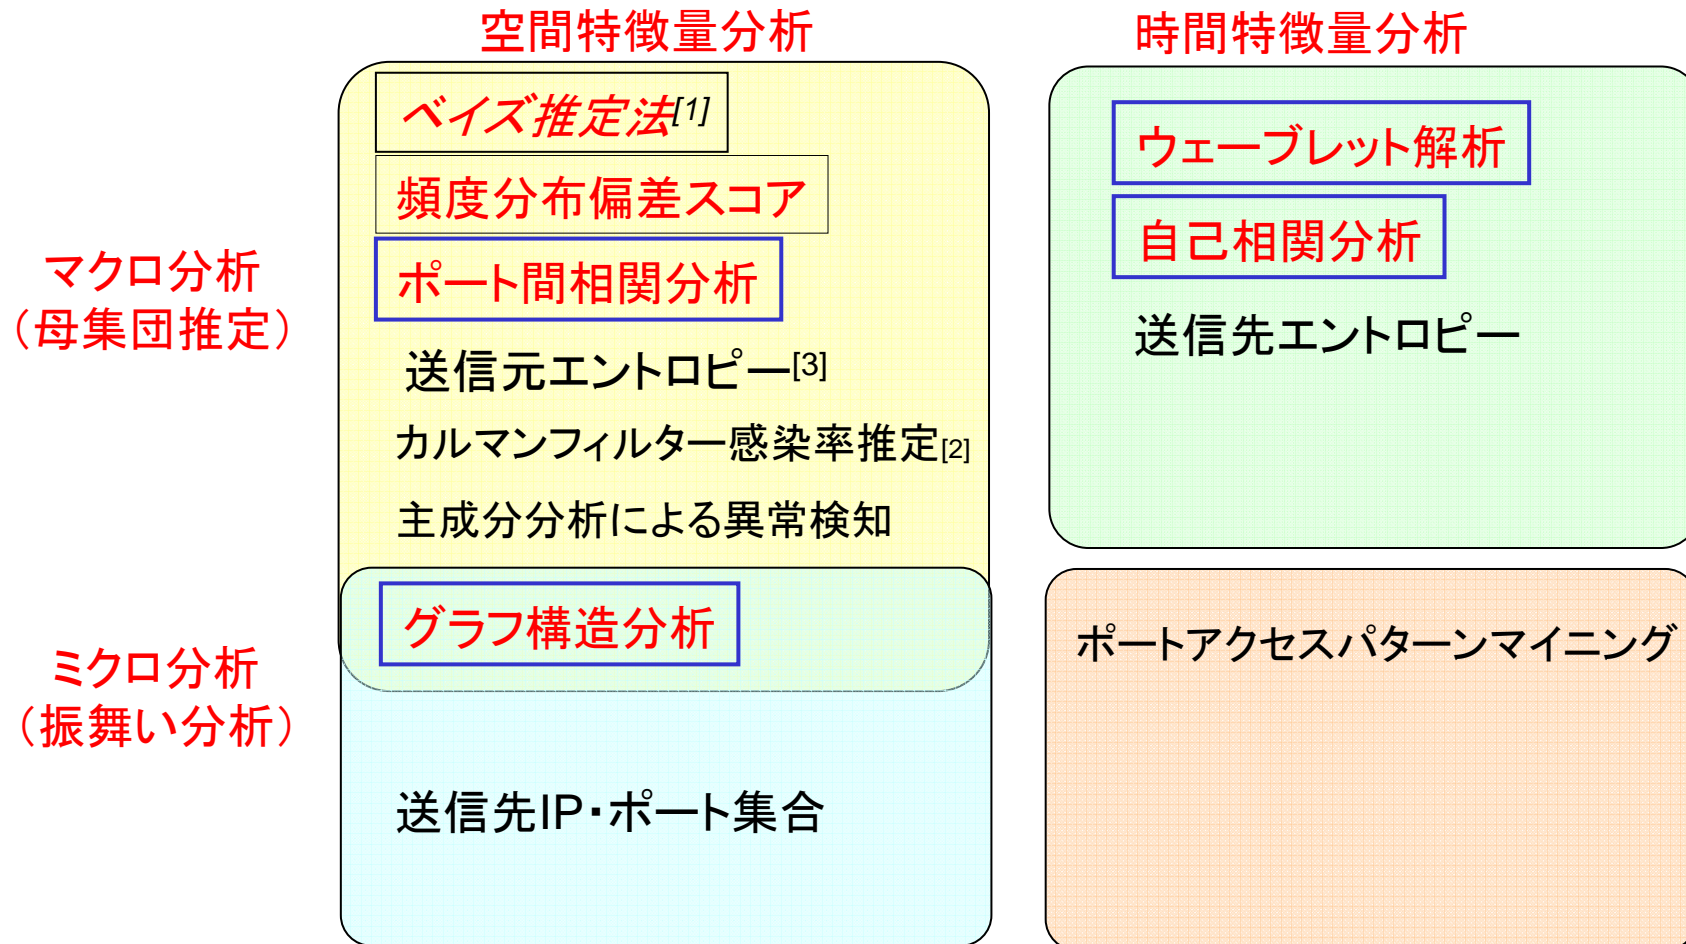 空間特徴量分析
時間特徴量分析
マクロ分析
（母集団推定）
ベイズ推定法[1]
頻度分布偏差スコア
ポート間相関分析
送信元エントロピー[3]
カルマンフィルター感染率推定[2]
主成分分析による異常検知
ウェーブレット解析
自己相関分析
送信先エントロピー
ミクロ分析
（振舞い分析）
グラフ構造分析
送信先IP・ポート集合
ポートアクセスパターンマイニング